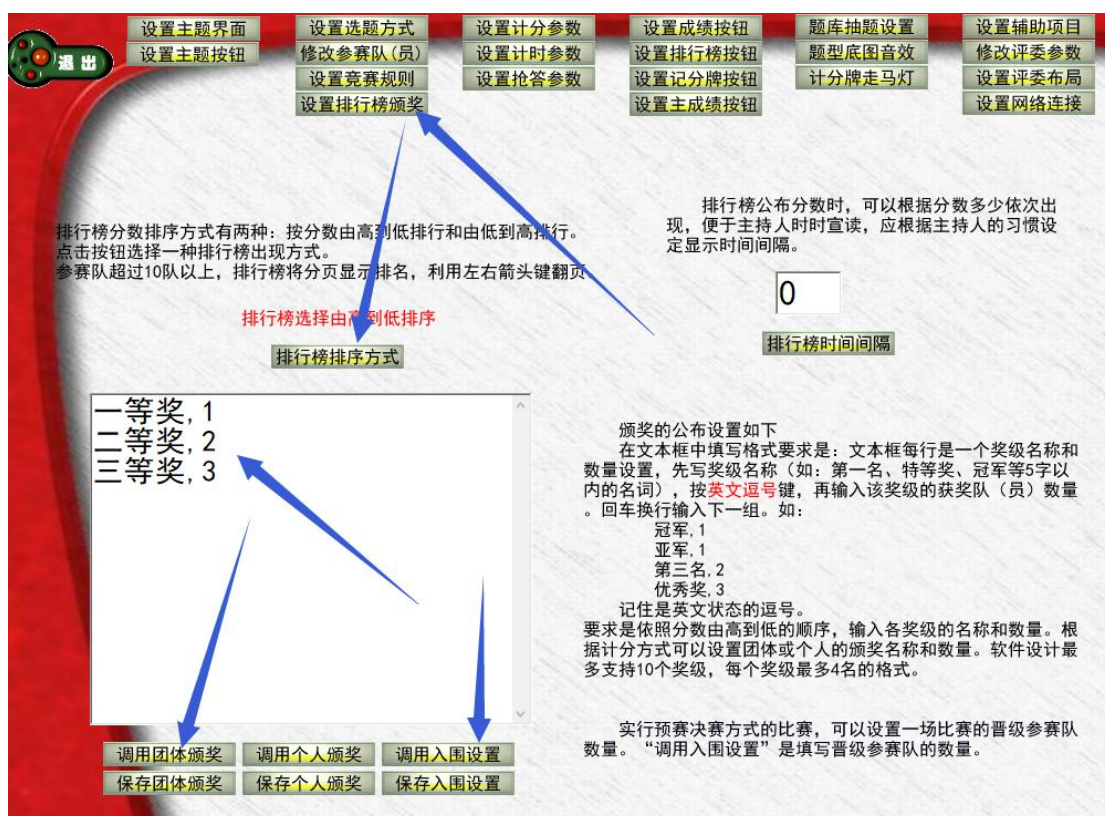 退出
设置主题界面
设置选题方式
设置计分参数
设置成绩按钮
题库抽题设置
设置辅助项目
设置主题按钮
修改参赛队(员)
设置计时参数
设置排行榜按钮
题型底图音效
修改评委参数
设置竞赛规则
设置抢答参数
设置记分牌按钮
计分牌走马灯
设置评委布局
设置排行榜颁奖
设置主成绩按钮
设置网络连接
排行榜分数排序方式有两种：按分数由高到低排行和由低到高排行。
点击按钮选择一种排行榜出现方式。
参赛队超过10队以上，排行榜将分页显示排名，利用左右箭头键翻页
排行榜选择由高到低排序
排行榜排序方式
排行榜公布分数时，可以根据分数多少依次出
现，便于主持人时时宣读，应根据主持人的习惯设
定显示时间间隔。
0
排行榜时间间隔
一等奖,1
二等奖,2
三等奖,3
颁奖的公布设置如下
在文本框中填写格式要求是：文本框每行是一个奖级名称和
数量设置，先写奖级名称（如：第一名、特等奖、冠军等5字以
内的名词），按英文逗号键，再输入该奖级的获奖队（员）数量
。回车换行输入下一组。如：
冠军,1
亚军,1
第三名,2
优秀奖,3
记住是英文状态的逗号。
要求是依照分数由高到低的顺序，输入各奖级的名称和数量。根
据计分方式可以设置团体或个人的颁奖名称和数量。软件设计最
多支持10个奖级，每个奖级最多4名的格式。
实行预赛决赛方式的比赛，可以设置一场比赛的晋级参赛队
数量。“调用入围设置”是填写晋级参赛队的数量。
调用团体颁奖
调用个人颁奖
调用入围设置
保存团体颁奖
保存个人颁奖
保存入围设置